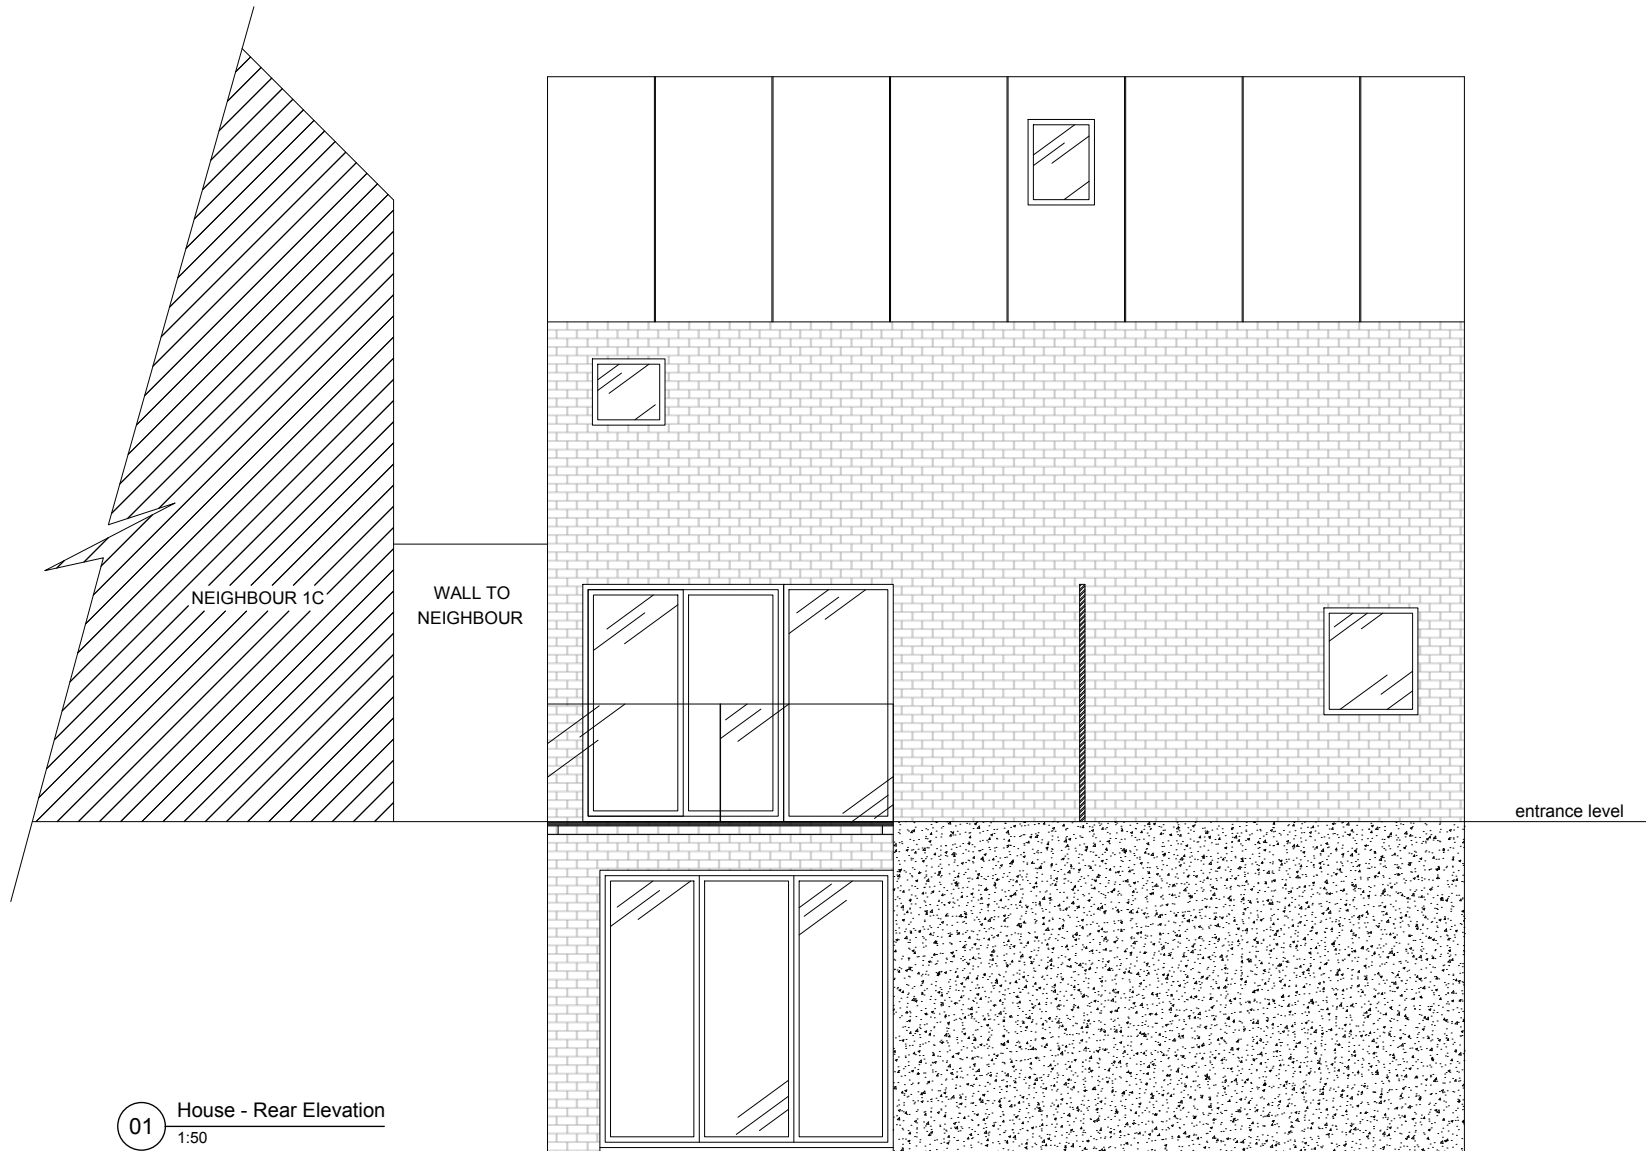 NEIGHBOUR 1C
WALL TO
NEIGHBOUR
entrance level
01
House - Rear Elevation
1:50